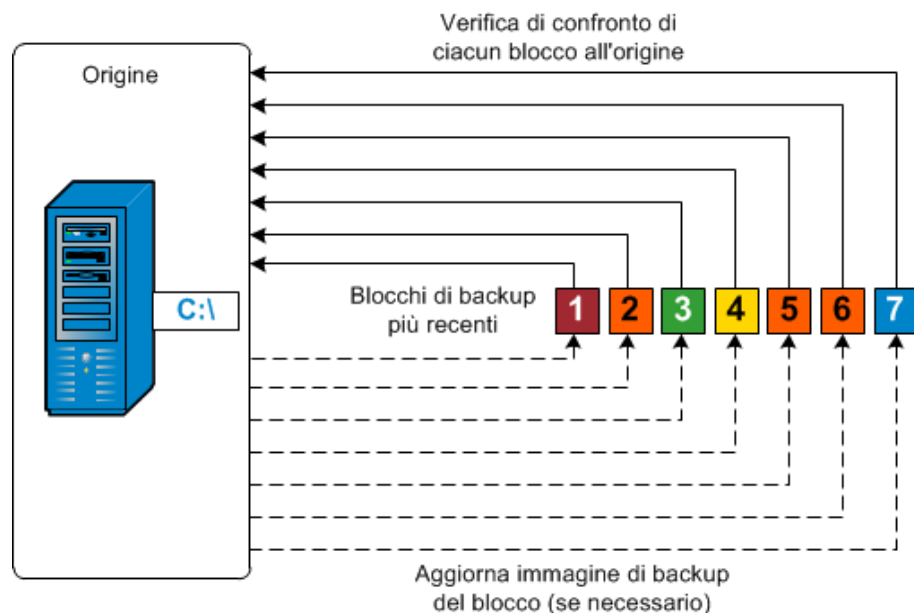 Verifica di confronto di
ciacun blocco all'origine
Origine
C:\
Blocchi di backup
più recenti
1 2 3 4 5 6 7
Aggiorna immagine di backup
del blocco (se necessario)